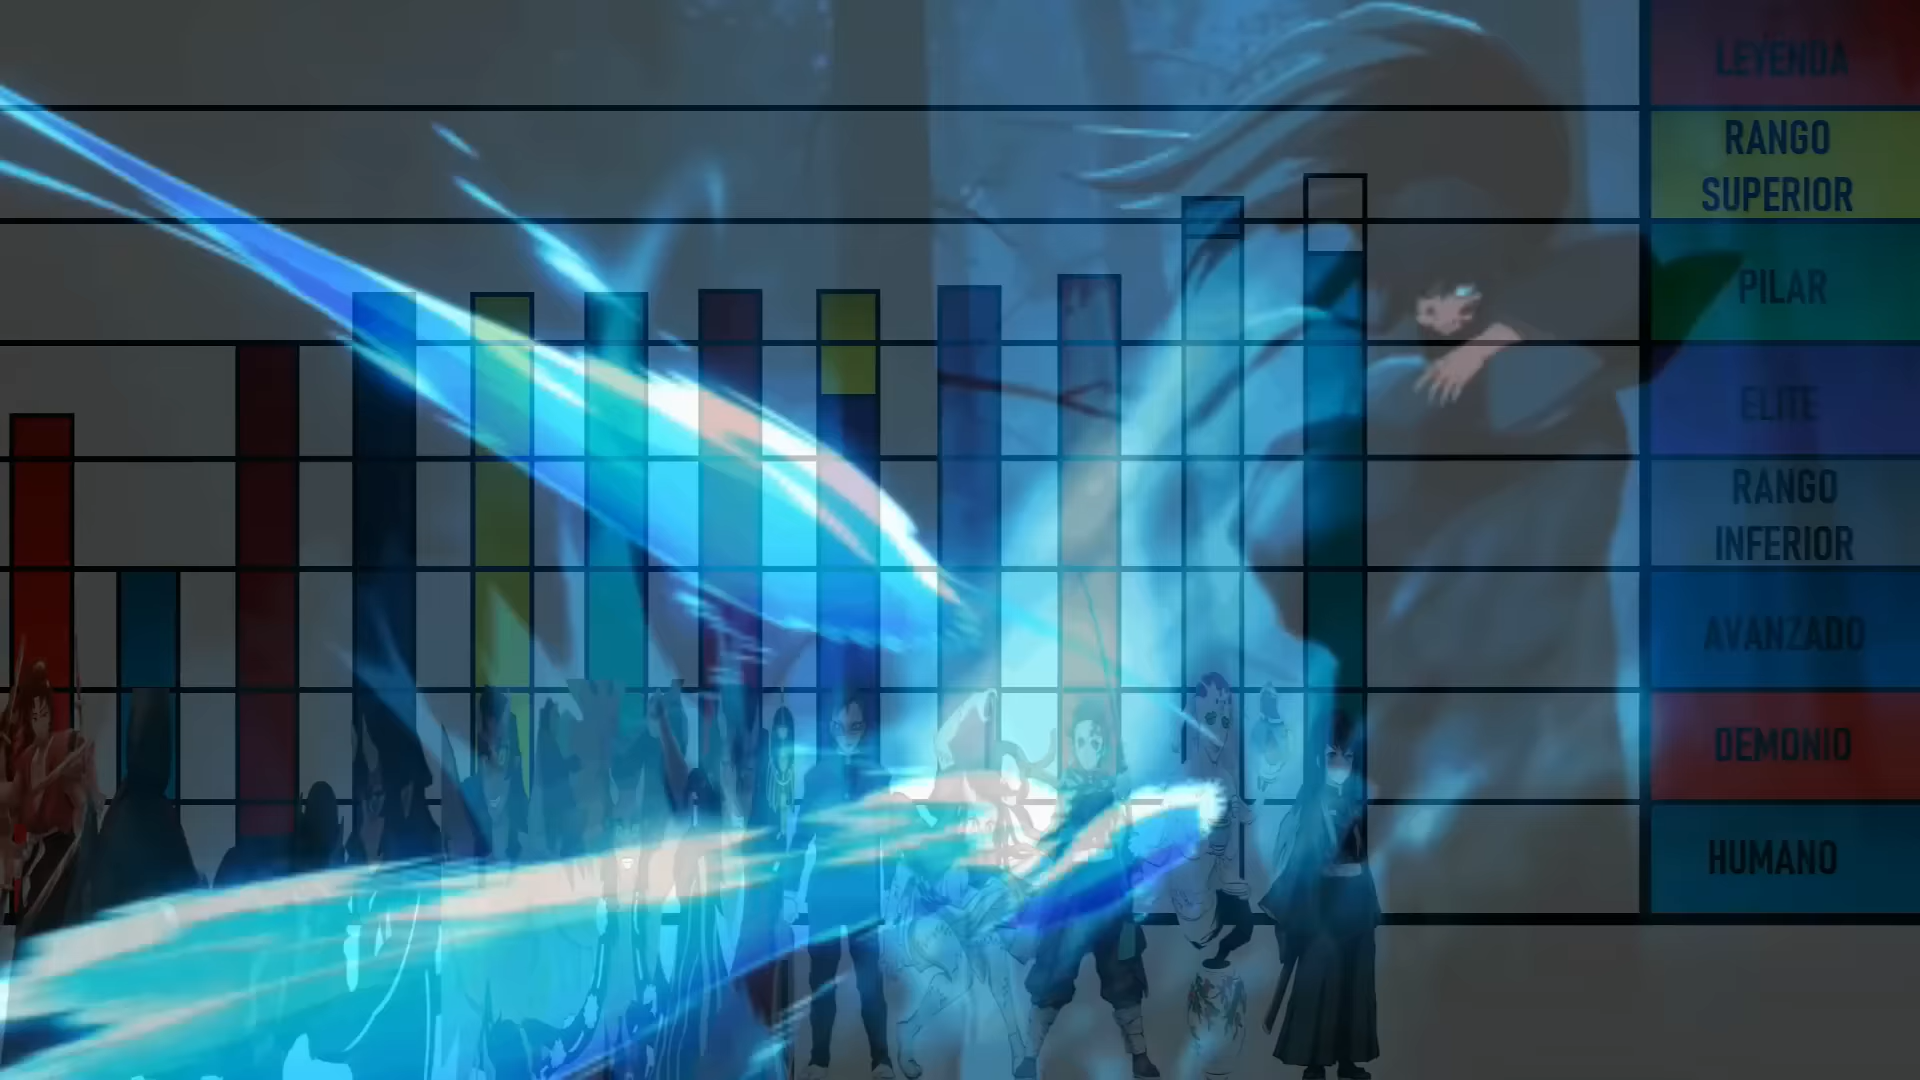 LEYENDA
RANGO
SUPERIOR
PILAR
ELITE
RANGO
INFERIOR
AVANZADO
DEMONIO
HUMANO